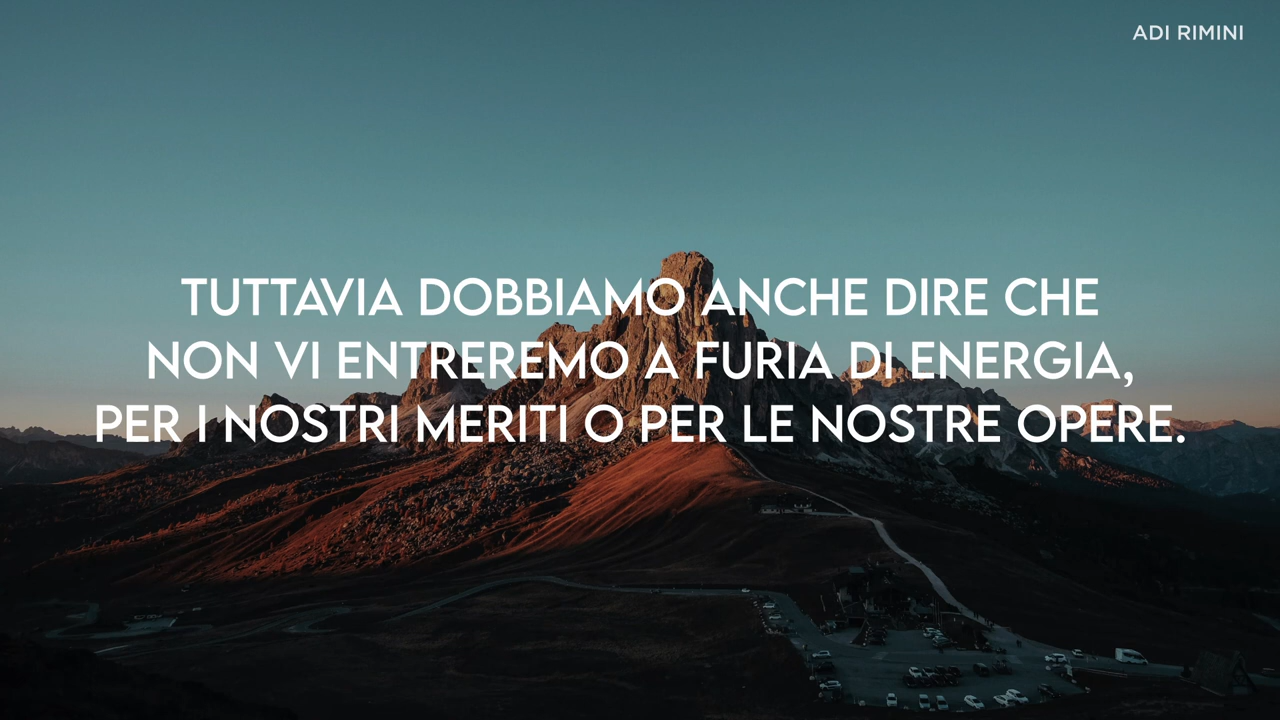 ADI RIMINI
TUTTAVIA DOBBIAMO ANCHE DIRE CHE
NON VI ENTREREMO A FURIA DI ENERGIA,
PER I NOSTRI MERITI O PER LE NOSTRE OPERE.